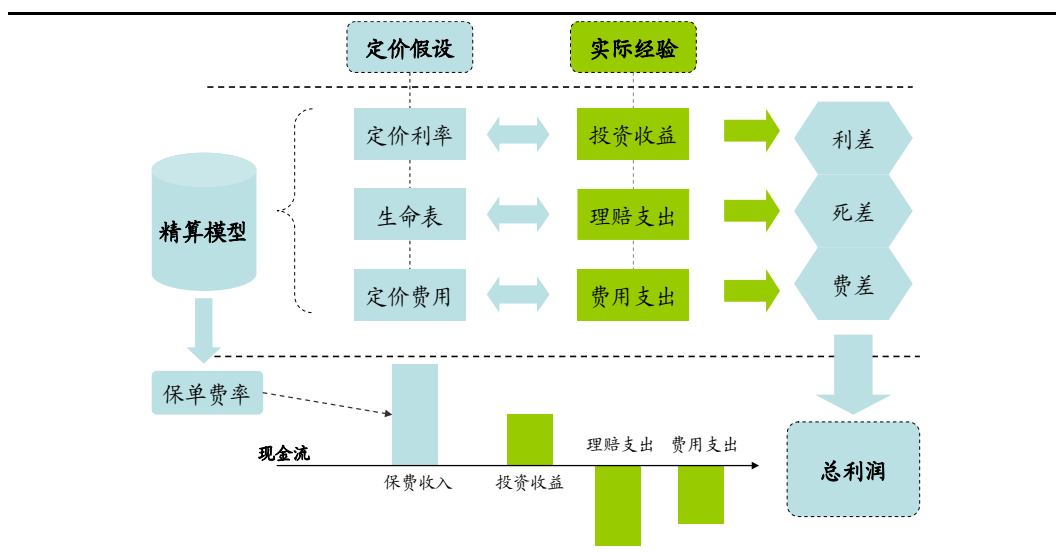 定价假设
实际经验
定价利率
投资收益
利差
精算模型
生命表
理赔支出
死差
定价费用
费用支出
费差
保单费率
现金流
保费收入
投资收益
理赔支出
费用支出
总利润